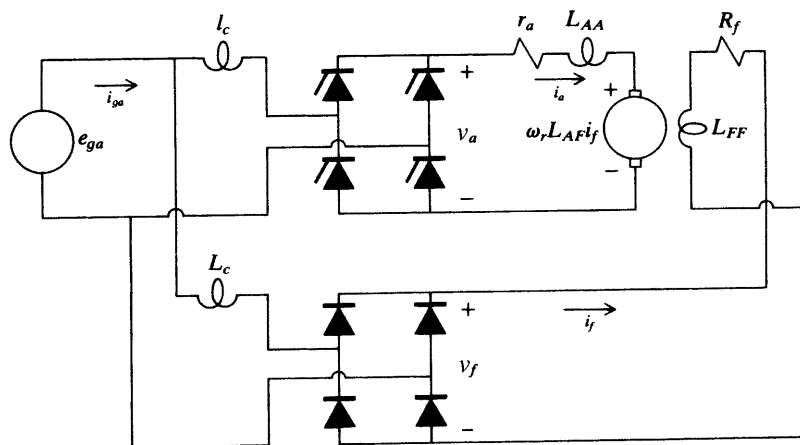 l_c
r_a
L_AA
R_f
i_ga
i_a
+
+
e_ga
v_a
ω_r L_AF i_f
L_FF
−
−
L_c
+
i_f
v_f
−